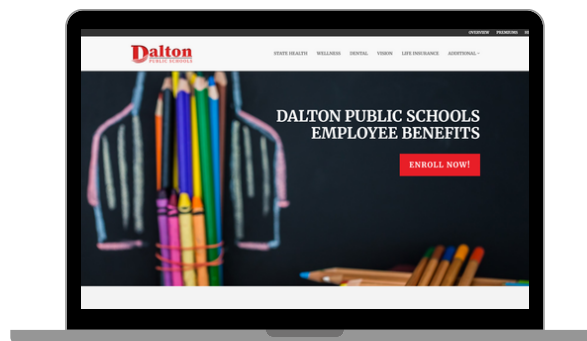 OVERVIEW PREMIUMS
Dalton
PUBLIC SCHOOLS
STATE HEALTH WELLNESS DENTAL VISION LIFE INSURANCE ADDITIONAL
DALTON PUBLIC SCHOOLS
EMPLOYEE BENEFITS
ENROLL NOW!